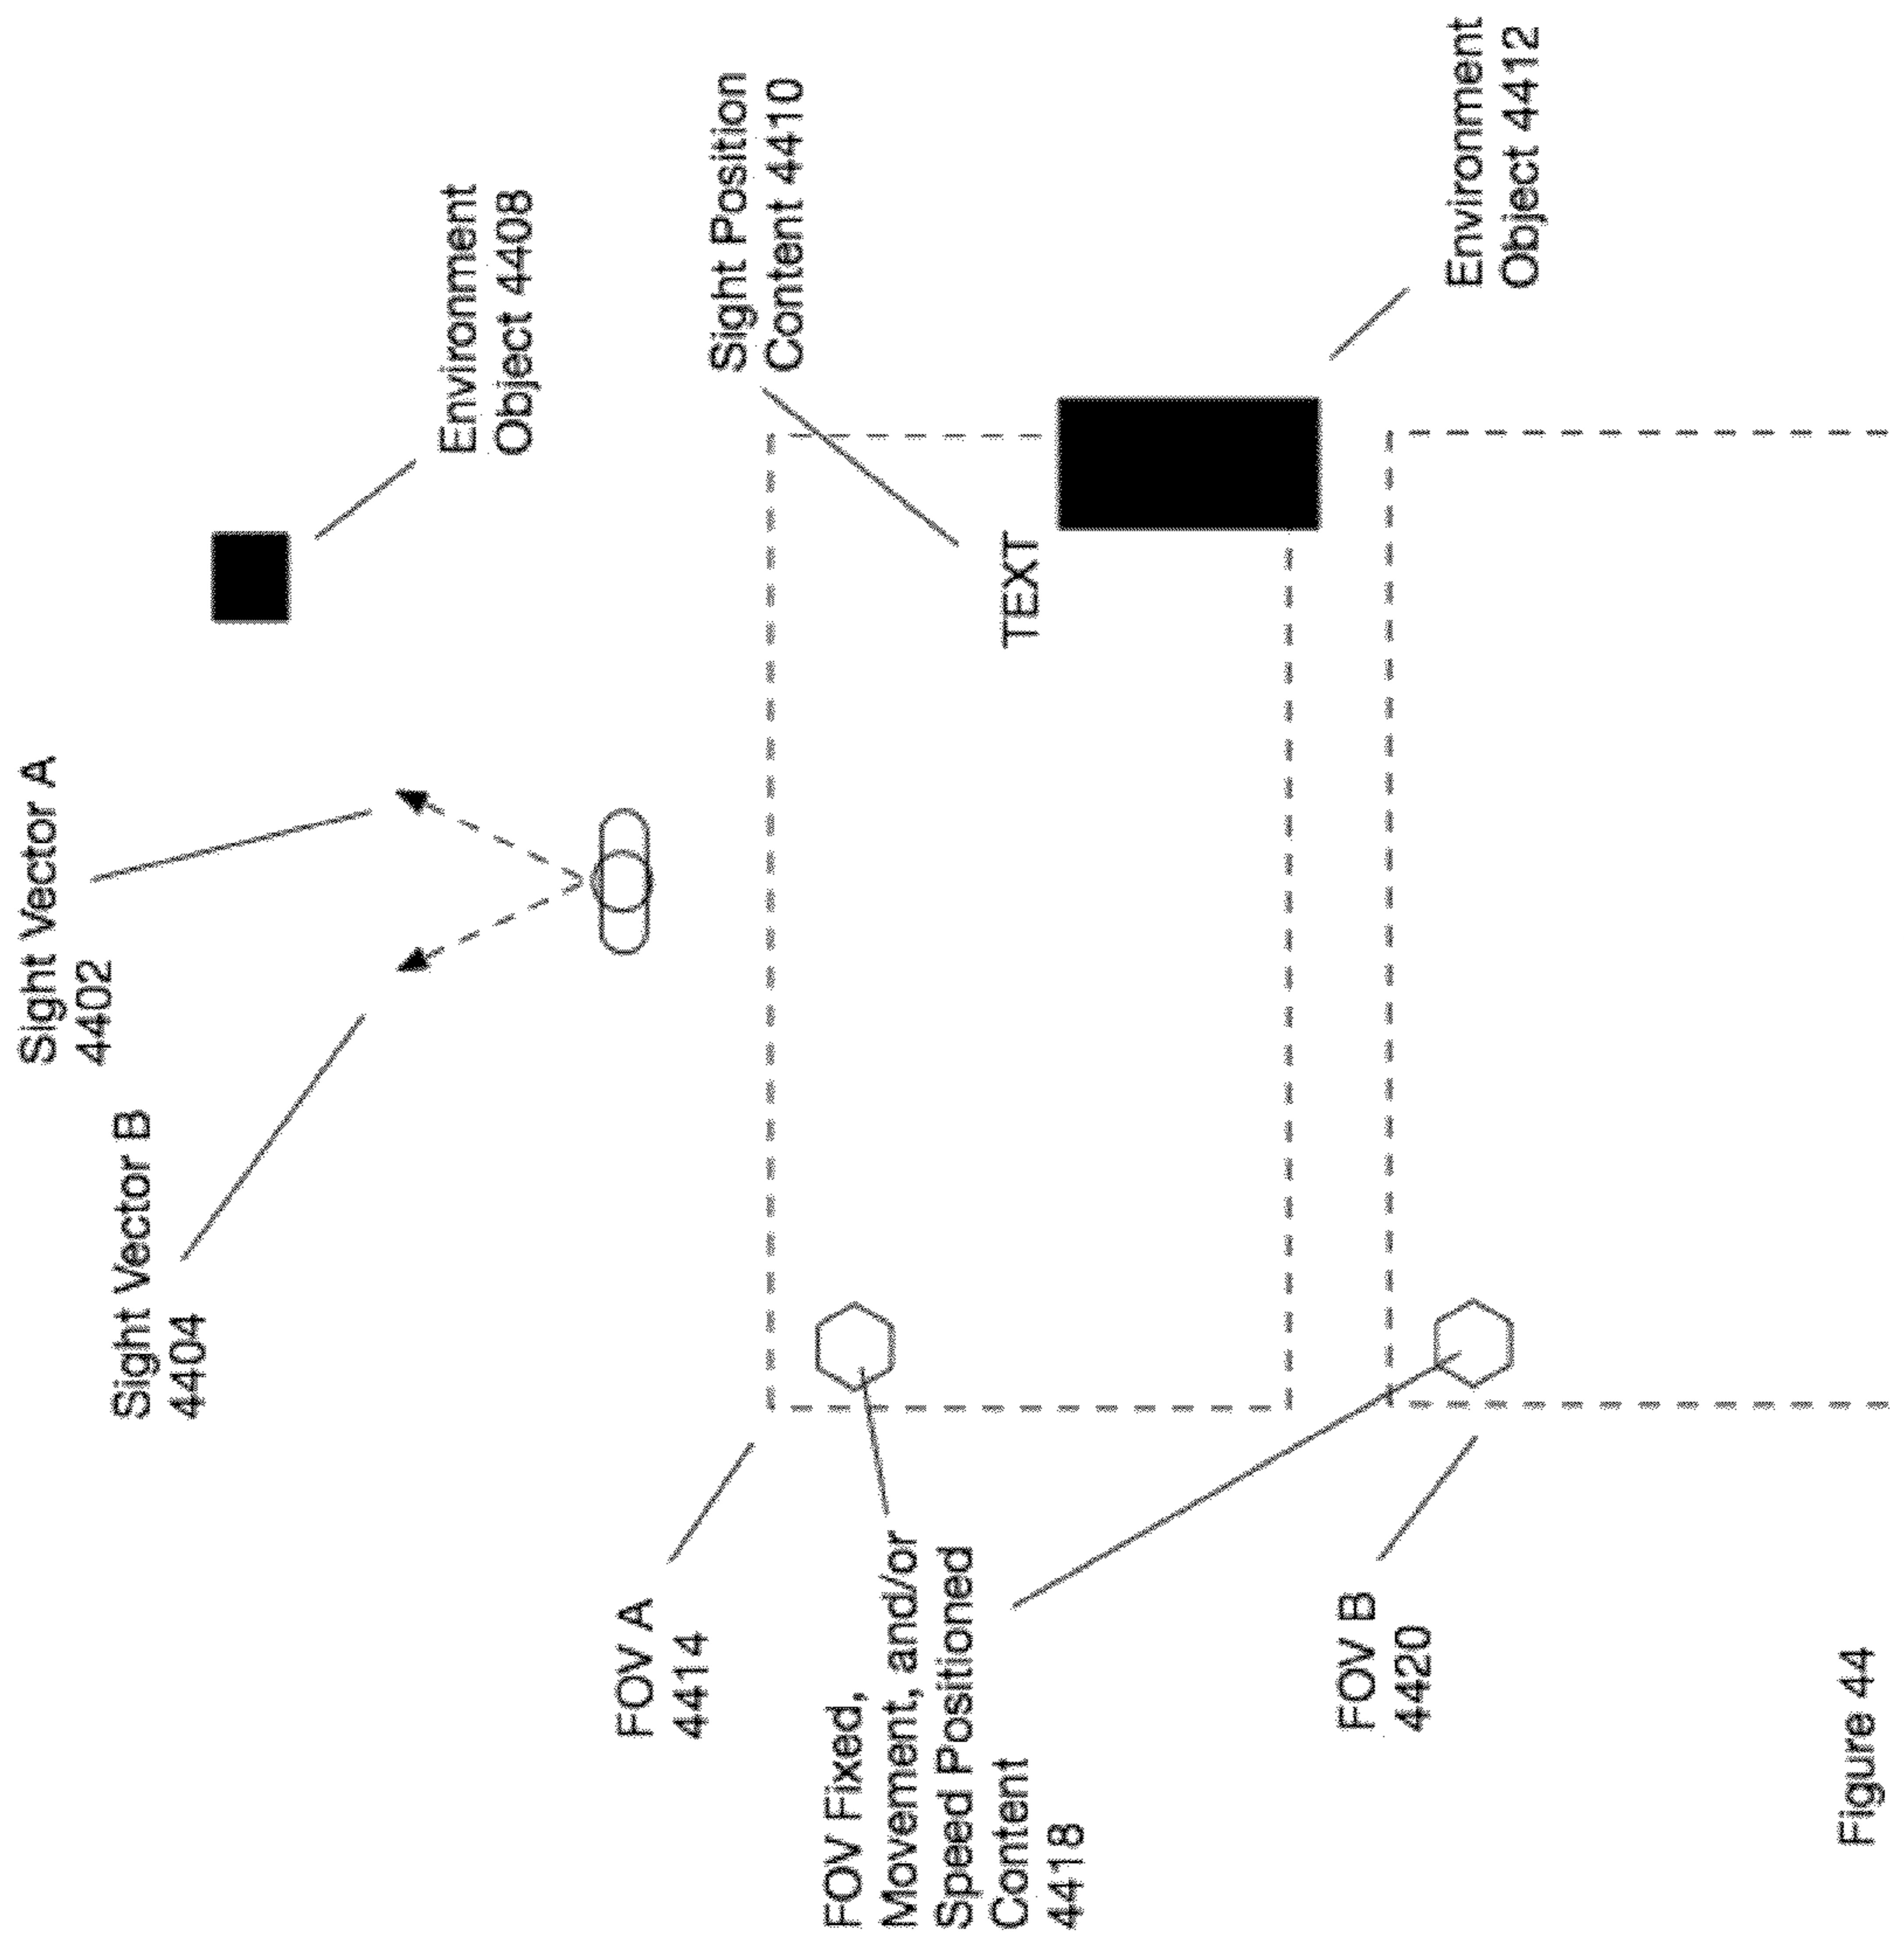 Sight Vector A
4402
Sight Vector B
4404
Environment
Object 4408
FOV A
4414
Sight Position
Content 4410
TEXT
FOV Fixed,
Movement, and/or
Speed Positioned
Content
4418
Environment
Object 4412
FOV B
4420
Figure 44